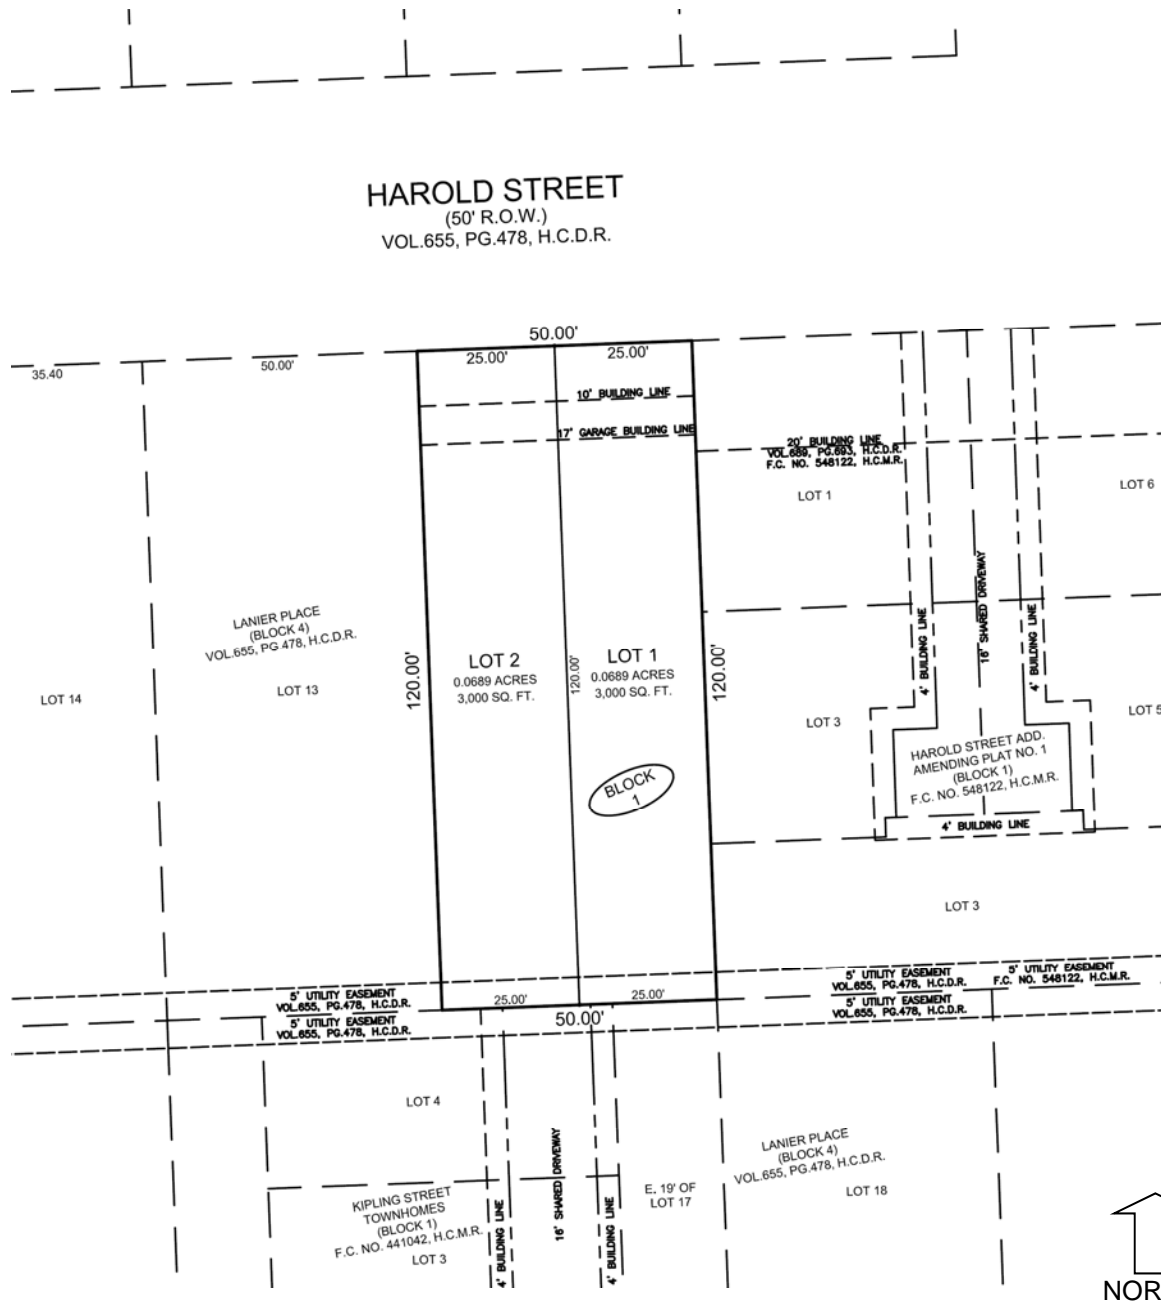 HAROLD STREET
(50' R.O.W.)
VOL.655, PG.478, H.C.D.R.
50.00'
25.00'
25.00'
35.40
50.00'
10' BUILDING LINE
17' GARAGE BUILDING LINE
20' BUILDING LINE
VOL.689, PG.693, H.C.D.R.
F.C. NO. 548122, H.C.M.R.
LOT 1
LOT 6
16' SHARED DRIVEWAY
4' BUILDING LINE
4' BUILDING LINE
LANIER PLACE
(BLOCK 4)
VOL.655, PG.478, H.C.D.R.
LOT 14
LOT 13
120.00'
LOT 2
0.0689 ACRES
3,000 SQ. FT.
120.00'
LOT 1
0.0689 ACRES
3,000 SQ. FT.
120.00'
LOT 3
LOT 5
HAROLD STREET ADD.
AMENDING PLAT NO. 1
(BLOCK 1)
F.C. NO. 548122, H.C.M.R.
BLOCK
1
4' BUILDING LINE
LOT 3
5' UTILITY EASEMENT
VOL.655, PG.478, H.C.D.R.
5' UTILITY EASEMENT
F.C. NO. 548122, H.C.M.R.
5' UTILITY EASEMENT
VOL.655, PG.478, H.C.D.R.
25.00'
25.00'
5' UTILITY EASEMENT
VOL.655, PG.478, H.C.D.R.
5' UTILITY EASEMENT
VOL.655, PG.478, H.C.D.R.
50.00'
LOT 4
16' SHARED DRIVEWAY
4' BUILDING LINE
4' BUILDING LINE
KIPLING STREET
TOWNHOMES
(BLOCK 1)
F.C. NO. 441042, H.C.M.R.
LOT 3
E. 19' OF
LOT 17
LANIER PLACE
(BLOCK 4)
VOL.655, PG.478, H.C.D.R.
LOT 18
NOR